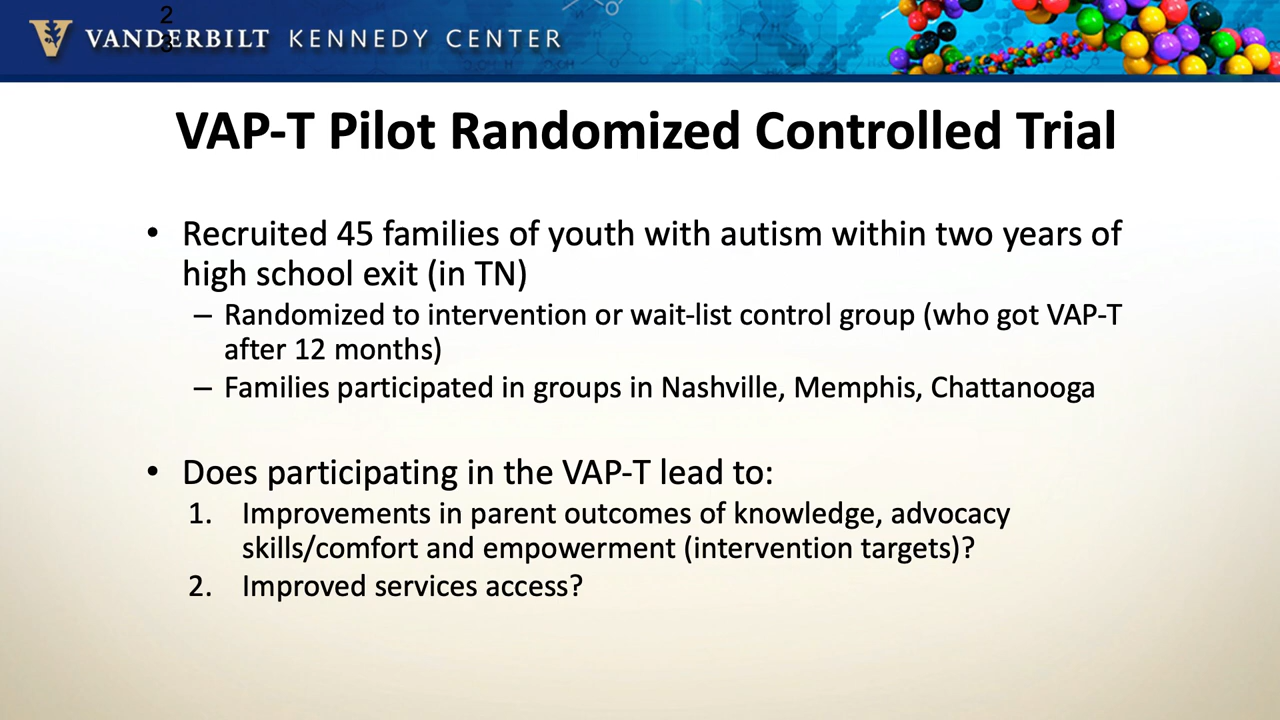 2
VANDERBILT KENNEDY CENTER
VAP-T Pilot Randomized Controlled Trial
• Recruited 45 families of youth with autism within two years of
high school exit (in TN)
– Randomized to intervention or wait-list control group (who got VAP-T
after 12 months)
– Families participated in groups in Nashville, Memphis, Chattanooga
• Does participating in the VAP-T lead to:
1. Improvements in parent outcomes of knowledge, advocacy
skills/comfort and empowerment (intervention targets)?
2. Improved services access?